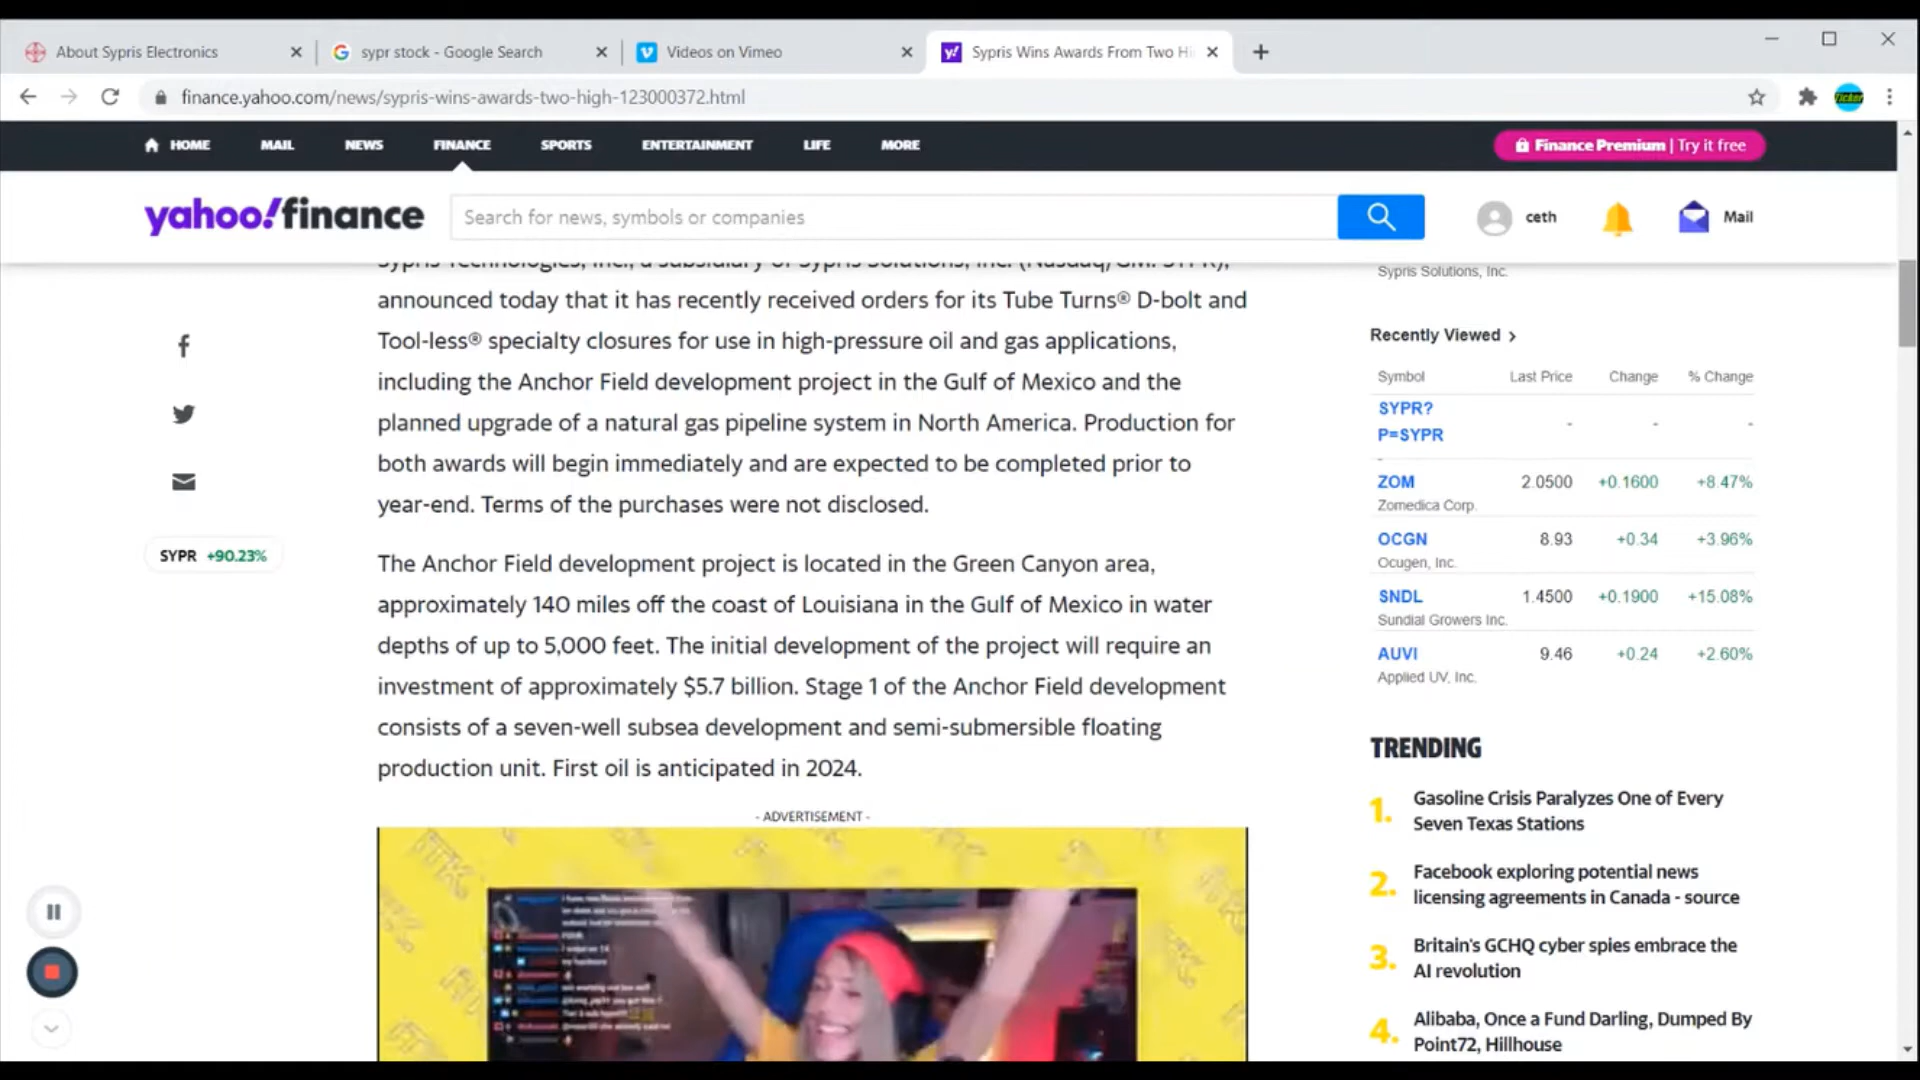 About Sypris Electronics
sypr stock - Google Search
Videos on Vimeo
Sypris Wins Awards From Two Hi
finance.yahoo.com/news/sypris-wins-awards-two-high-123000372.html
Ticker
HOME MAIL NEWS FINANCE SPORTS ENTERTAINMENT LIFE MORE
Finance Premium | Try it free
yahoo!finance
Search for news, symbols or companies
ceth
Mail
Sypris Technologies, Inc., a subsidiary of Sypris Solutions, Inc. (Nasdaq/GM: SYPR),
announced today that it has recently received orders for its Tube Turns® D-bolt and
Tool-less® specialty closures for use in high-pressure oil and gas applications,
including the Anchor Field development project in the Gulf of Mexico and the
planned upgrade of a natural gas pipeline system in North America. Production for
both awards will begin immediately and are expected to be completed prior to
year-end. Terms of the purchases were not disclosed.
SYPR +90.23%
The Anchor Field development project is located in the Green Canyon area,
approximately 140 miles off the coast of Louisiana in the Gulf of Mexico in water
depths of up to 5,000 feet. The initial development of the project will require an
investment of approximately $5.7 billion. Stage 1 of the Anchor Field development
consists of a seven-well subsea development and semi-submersible floating
production unit. First oil is anticipated in 2024.
- ADVERTISEMENT -
Sypris Solutions, Inc.
Recently Viewed >
Symbol Last Price Change % Change
SYPR?
P=SYPR - - -
-
ZOM 2.0500 +0.1600 +8.47%
Zomedica Corp.
OCGN 8.93 +0.34 +3.96%
Ocugen, Inc.
SNDL 1.4500 +0.1900 +15.08%
Sundial Growers Inc.
AUVI 9.46 +0.24 +2.60%
Applied UV, Inc.
TRENDING
1. Gasoline Crisis Paralyzes One of Every
Seven Texas Stations
2. Facebook exploring potential news
licensing agreements in Canada - source
3. Britain's GCHQ cyber spies embrace the
AI revolution
4. Alibaba, Once a Fund Darling, Dumped By
Point72, Hillhouse